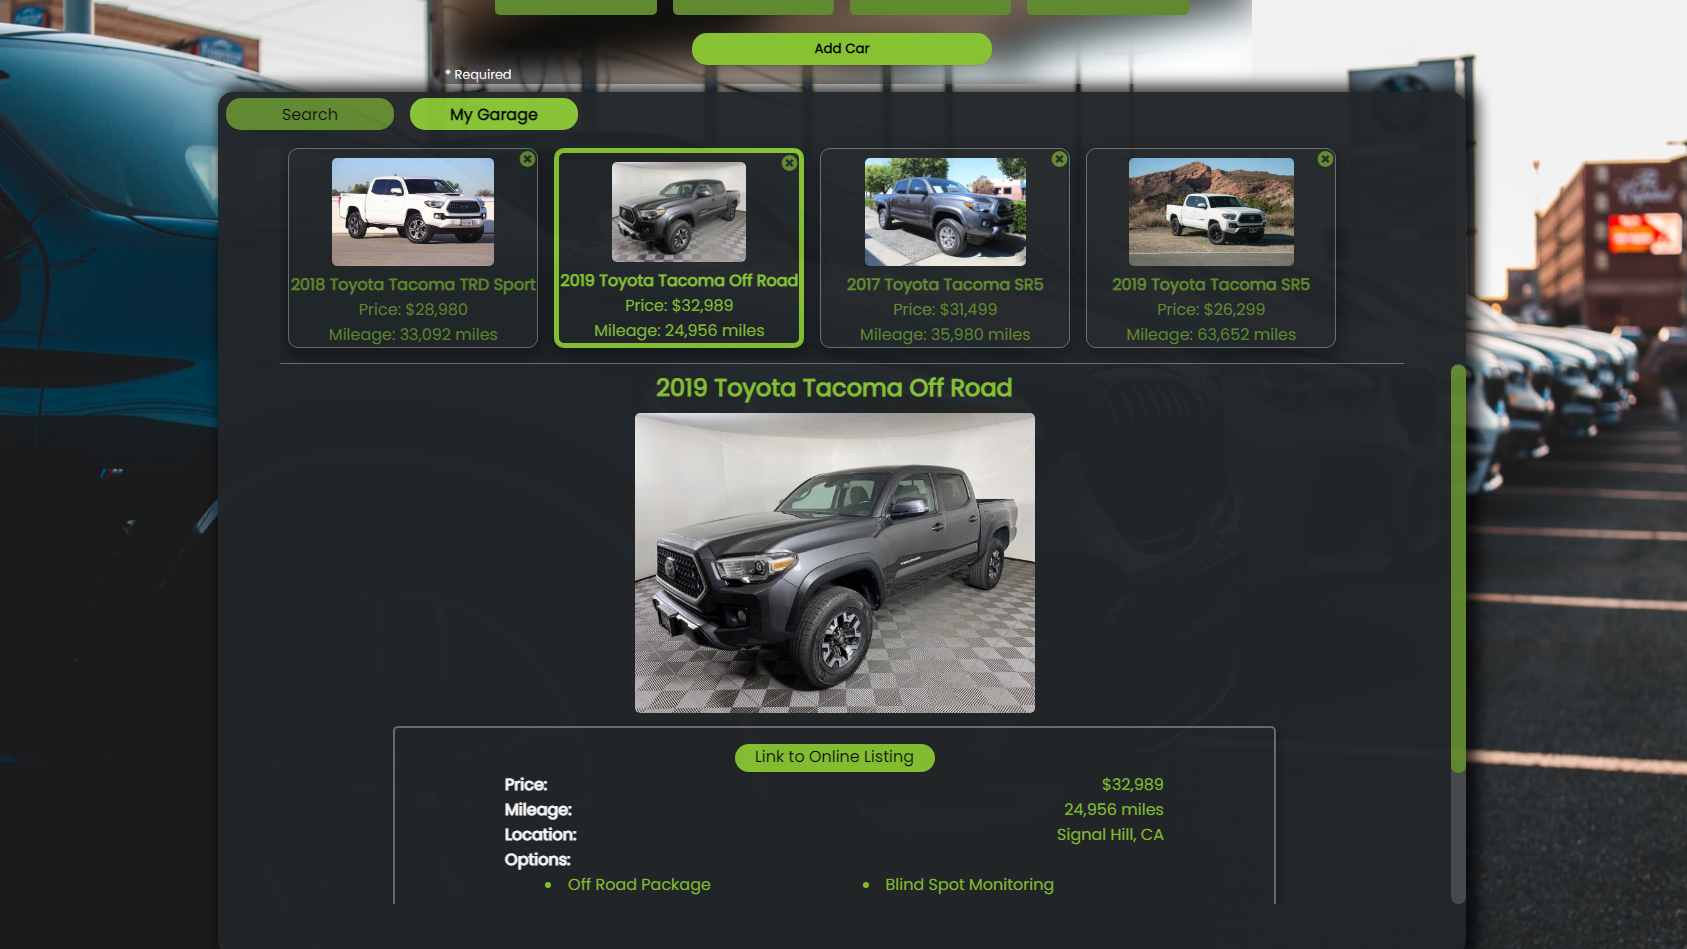 Add Car
* Required
Search
My Garage
2018 Toyota Tacoma TRD Sport
Price: $28,980
Mileage: 33,092 miles
2019 Toyota Tacoma Off Road
Price: $32,989
Mileage: 24,956 miles
2017 Toyota Tacoma SR5
Price: $31,499
Mileage: 35,980 miles
2019 Toyota Tacoma SR5
Price: $26,299
Mileage: 63,652 miles
2019 Toyota Tacoma Off Road
Link to Online Listing
Price: $32,989
Mileage: 24,956 miles
Location: Signal Hill, CA
Options:
• Off Road Package • Blind Spot Monitoring